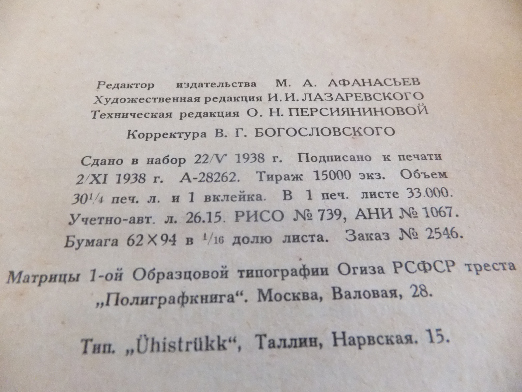 Редактор издательства М. А. АФАНАСЬЕВ
Художественная редакция И. И. ЛАЗАРЕВСКОГО
Техническая редакция О. Н. ПЕРСИЯНИНОВОЙ
Корректура В. Г. БОГОСЛОВСКОГО
Сдано в набор 22/V 1938 г. Подписано к печати
2/XI 1938 г. А-28262. Тираж 15000 экз. Объем
30¹/₄ печ. л. и 1 вклейка. В 1 печ. листе 33.000.
Учетно-авт. л. 26.15. РИСО № 739, АНИ № 1067.
Бумага 62×94 в ¹/₁₆ долю листа. Заказ № 2546.
Матрицы 1-ой Образцовой типографии Огиза РСФСР треста
„Полиграфкнига“. Москва, Валовая, 28.
Тип. „Ühistrükk“, Таллин, Нарвская. 15.